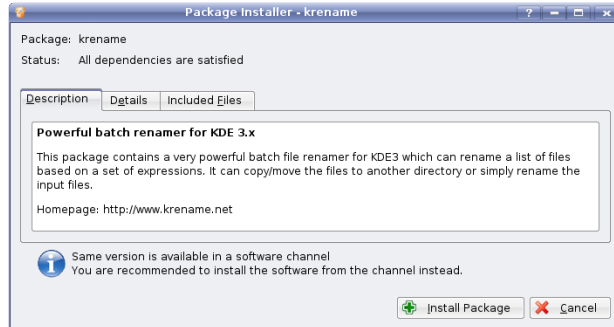 Package Installer - krename
Package: krename
Status: All dependencies are satisfied
Description Details Included Files
Powerful batch renamer for KDE 3.x
This package contains a very powerful batch file renamer for KDE3 which can rename a list of files
based on a set of expressions. It can copy/move the files to another directory or simply rename the
input files.
Homepage: http://www.krename.net
Same version is available in a software channel
You are recommended to install the software from the channel instead.
Install Package Cancel